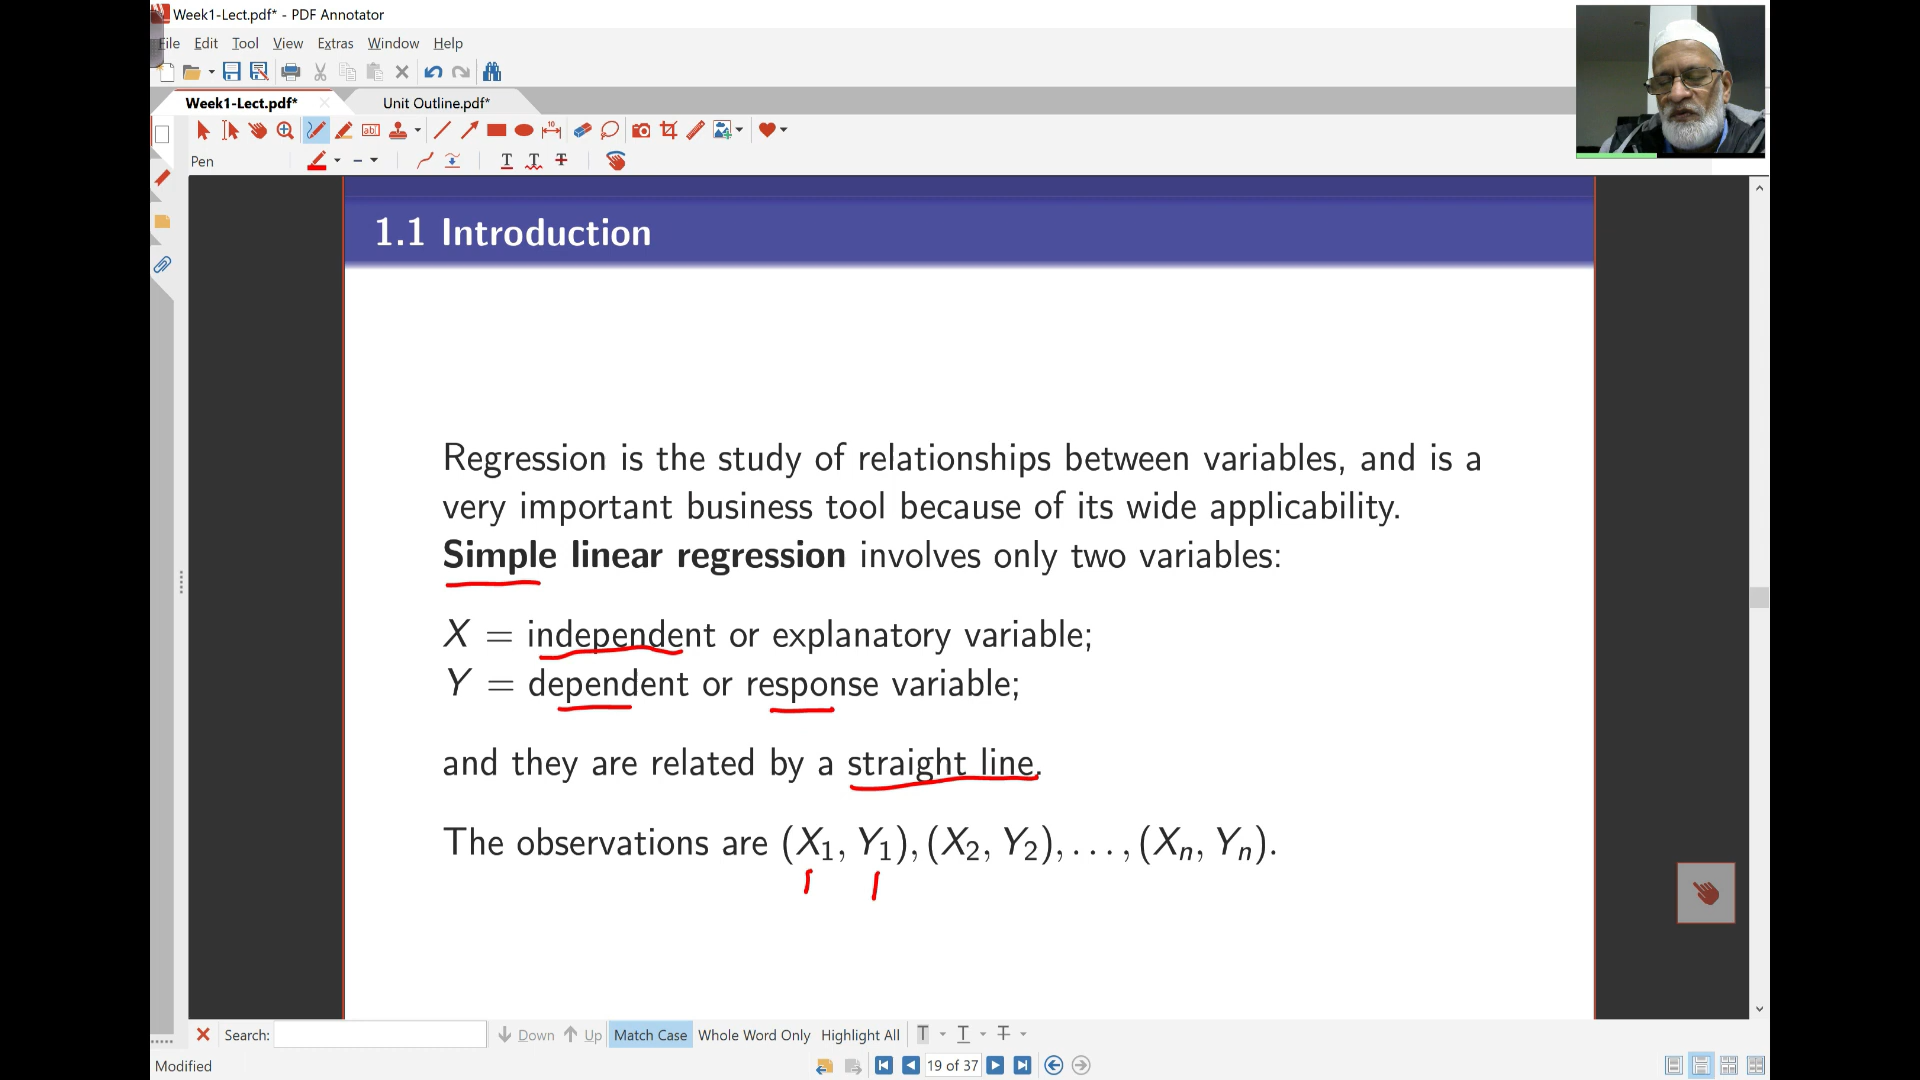 Week1-Lect.pdf* - PDF Annotator
File Edit Tool View Extras Window Help
Week1-Lect.pdf* Unit Outline.pdf*
Pen
1.1 Introduction
Regression is the study of relationships between variables, and is a
very important business tool because of its wide applicability.
Simple linear regression involves only two variables:
X = independent or explanatory variable;
Y = dependent or response variable;
and they are related by a straight line.
The observations are (X₁, Y₁), (X₂, Y₂), . . . , (Xₙ, Yₙ).
Search: Down Up Match Case Whole Word Only Highlight All
Modified 19 of 37